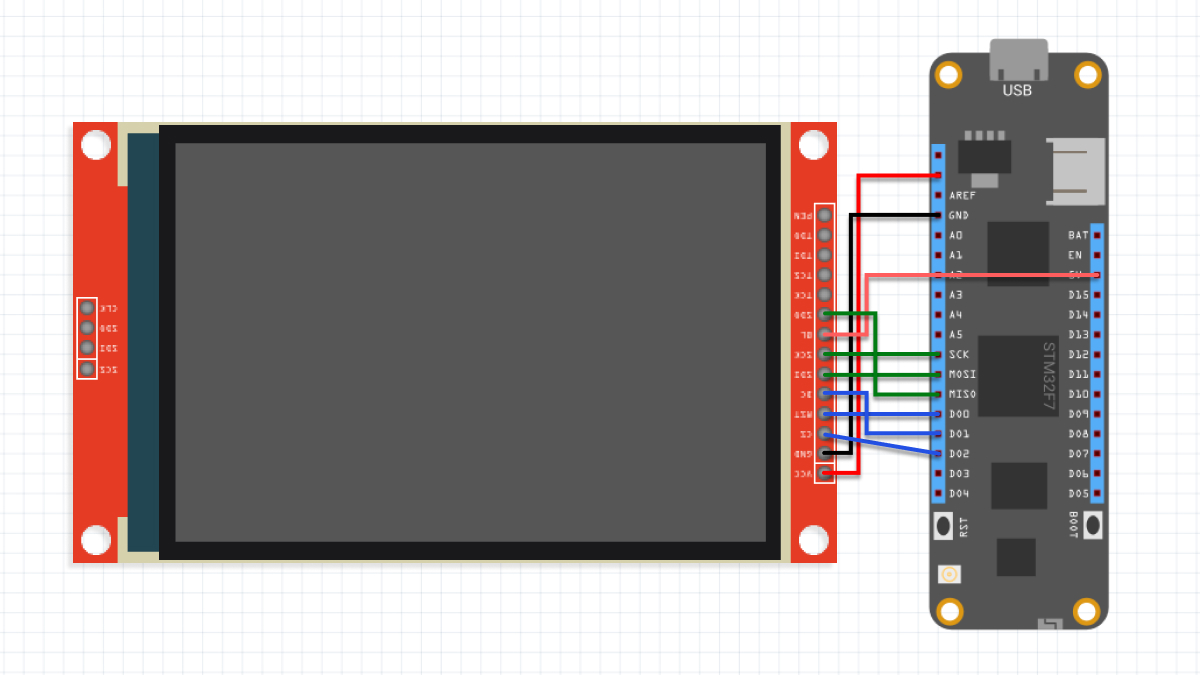 USB
AREF
GND
A0
A1
A2
A3
A4
A5
SCK
MOSI
MISO
D00
D01
D02
D03
D04
RST
BAT
EN
5V
D15
D14
D13
D12
D11
D10
D09
D08
D07
D06
D05
BOOT
STM32F7
PEN
TDO
TDI
TCS
TCK
SDO
BL
SCK
SDI
DC
RST
CS
GND
VCC
CLK
SDO
SDI
SCS